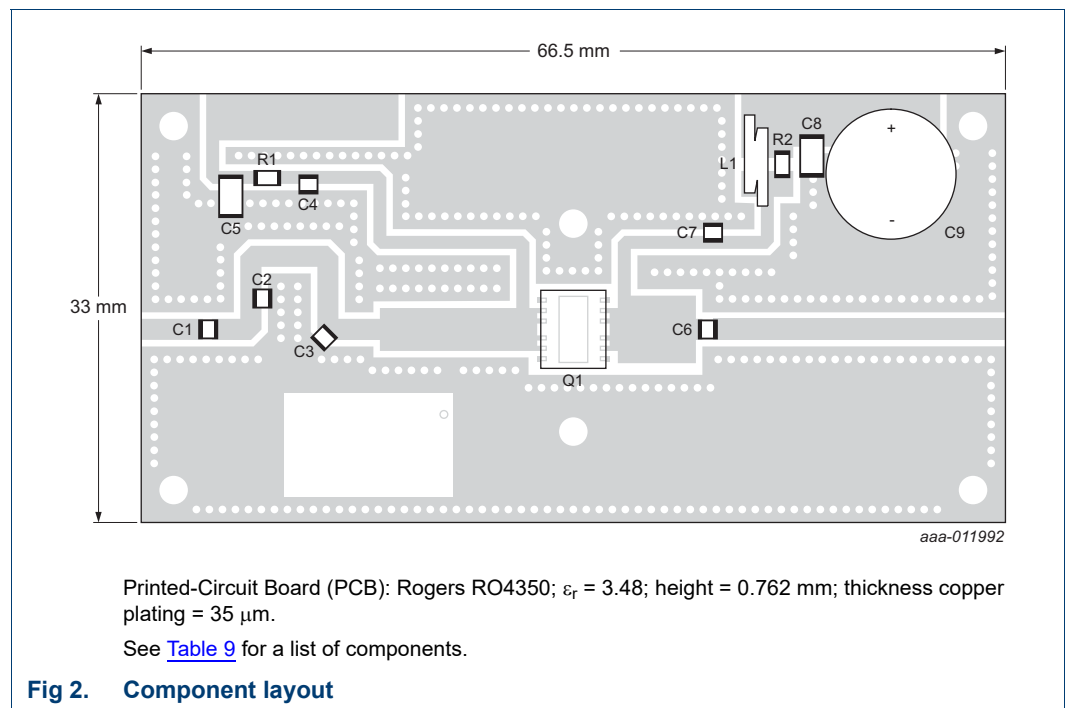 66.5 mm
33 mm
C8
+
R2
L1
R1
C4
C5
C7
-
C9
C2
C1
C6
C3
Q1
aaa-011992
Printed-Circuit Board (PCB): Rogers RO4350; εr = 3.48; height = 0.762 mm; thickness copper
plating = 35 μm.
See Table 9 for a list of components.
Fig 2. Component layout